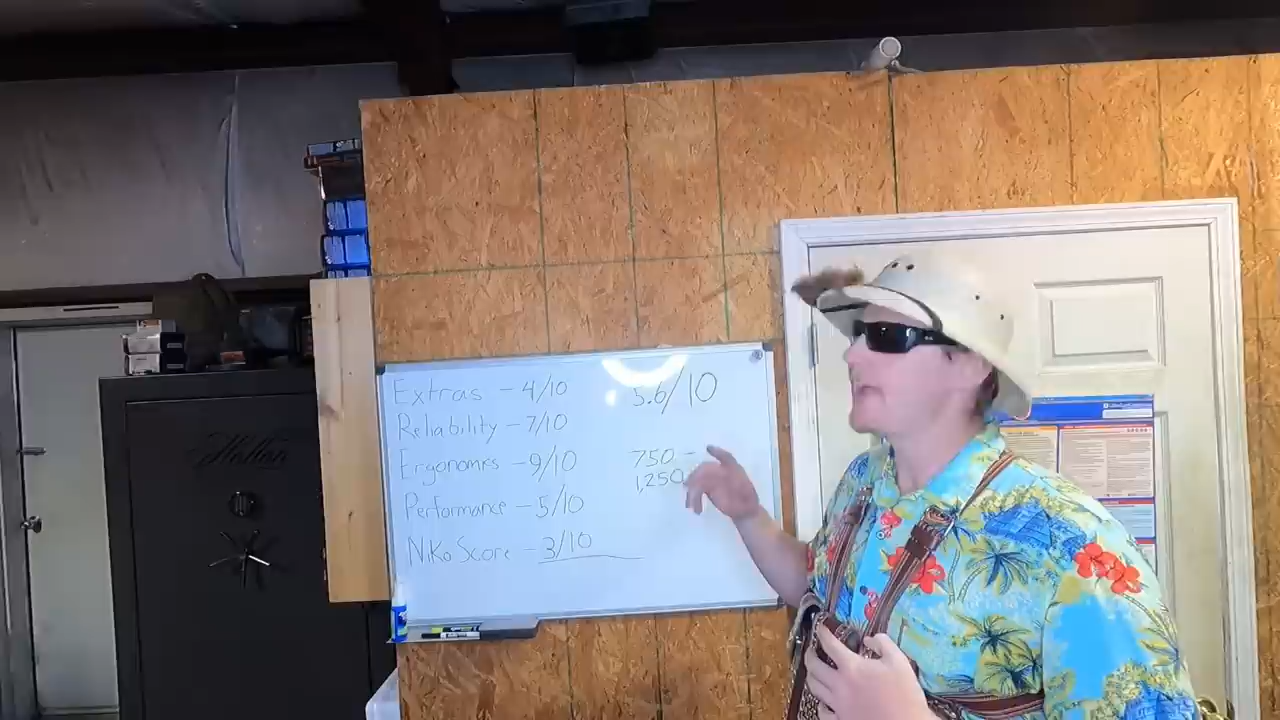 Extras - 4/10
Reliability - 7/10
Ergonomics - 9/10
Performance - 5/10
Niko Score - 3/10
5.6/10
750 -
1,250